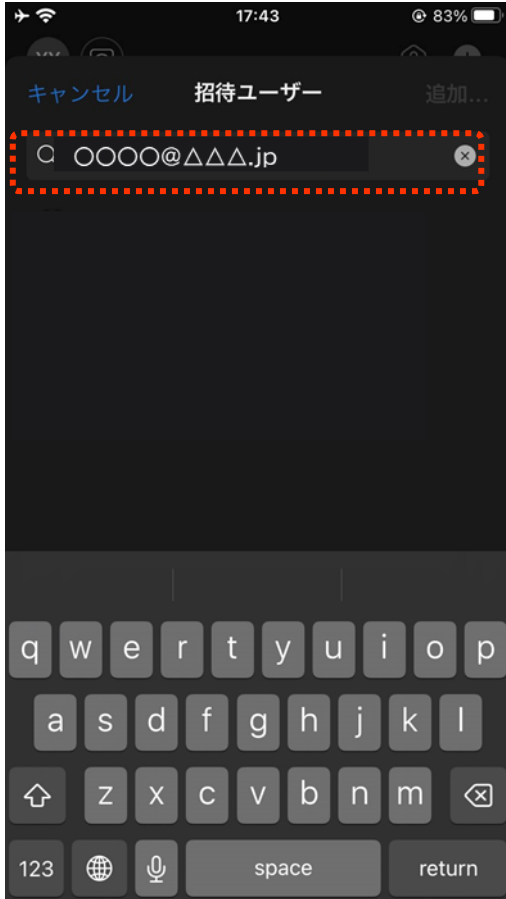 17:43 83%
キャンセル 招待ユーザー 追加...
○○○○@△△△.jp
q w e r t y u i o p
a s d f g h j k l
z x c v b n m
123 space return